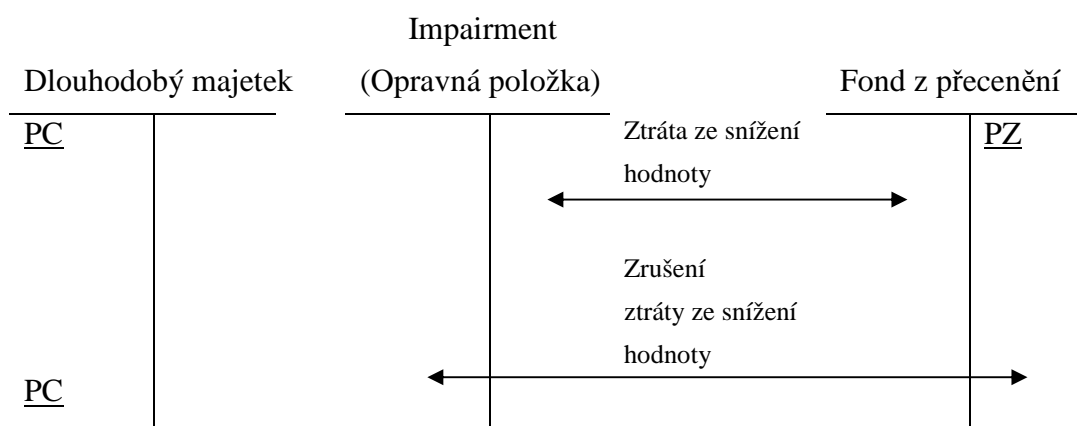 Impairment
Dlouhodobý majetek (Opravná položka) Fond z přecenění
PC Ztráta ze snížení PZ
hodnoty
Zrušení
ztráty ze snížení
hodnoty
PC